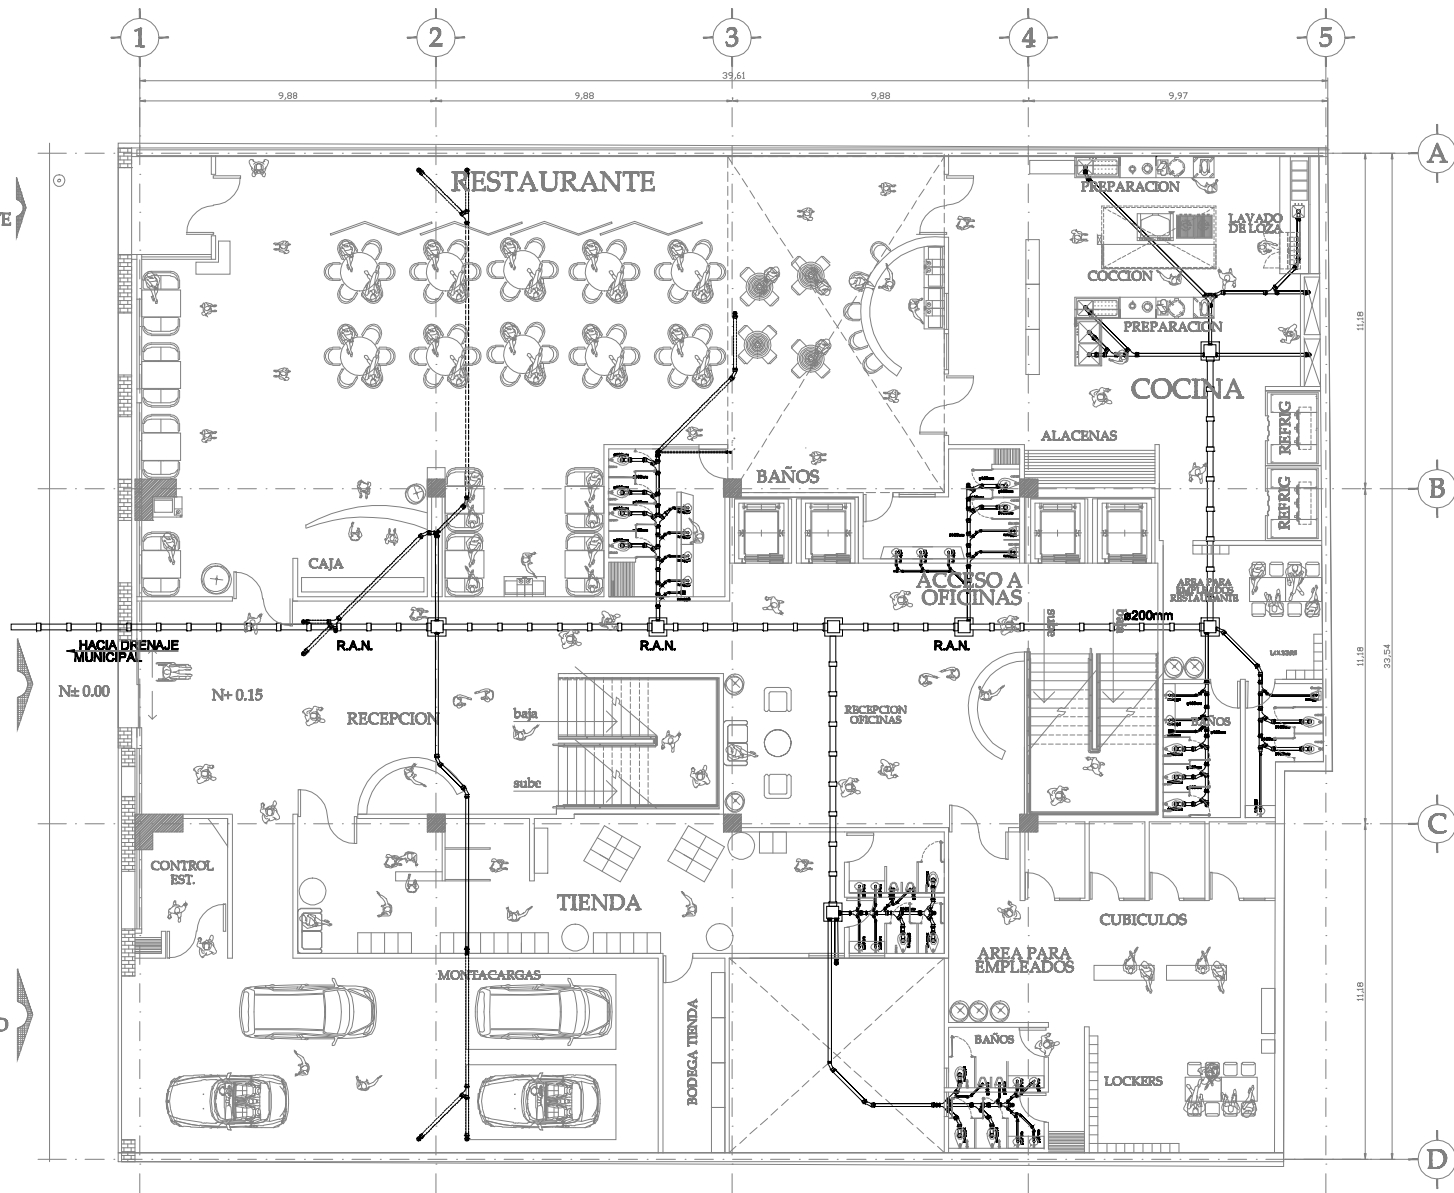 1
2
3
4
5
39,61
9,88
9,88
9,88
9,97
A
RESTAURANTE
PREPARACION
LAVADO
DE LOZA
TE
COCCION
PREPARACION
11,18
COCINA
REFRIG
ALACENAS
BAÑOS
B
REFRIG
CAJA
ACCESO A
OFICINAS
AREA PARA
EMPLEADOS
RESTAURANTE
ø200mm
HACIA DRENAJE
MUNICIPAL
R.A.N.
R.A.N.
R.A.N.
LOCKERS
11,18
33,54
N± 0.00
N+ 0.15
RECEPCION
baja
RECEPCION
OFICINAS
BAÑOS
sube
C
CONTROL
EST.
TIENDA
CUBICULOS
AREA PARA
EMPLEADOS
MONTACARGAS
11,18
BODEGA TIENDA
O
BAÑOS
LOCKERS
D